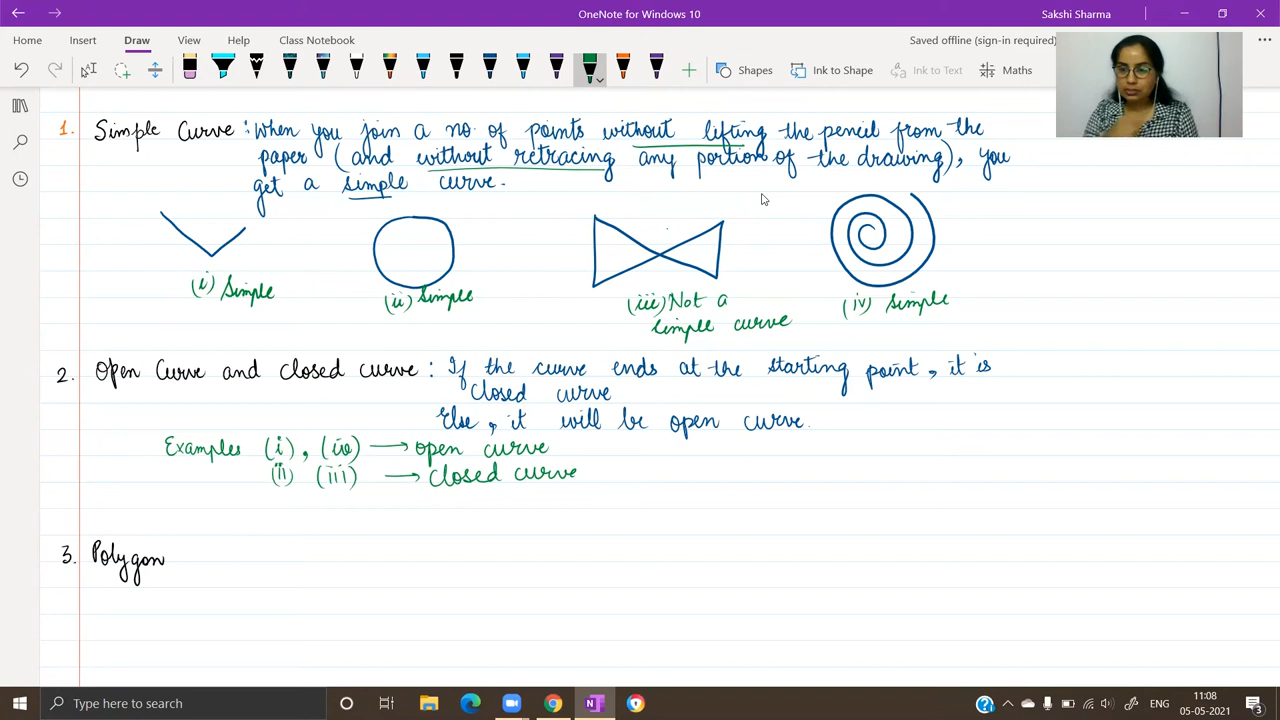 OneNote for Windows 10
Sakshi Sharma
Home Insert Draw View Help Class Notebook
Saved offline (sign-in required)
Shapes Ink to Shape Ink to Text Maths
1. Simple Curve : When you join a no. of points without lifting the pencil from the
paper (and without retracing any portion of the drawing), you
get a simple curve.
(i) Simple
(ii) Simple
(iii) Not a
simple curve
(iv) simple
2. Open Curve and closed curve : If the curve ends at the starting point, it is
closed curve
Else, it will be open curve.
Examples (i), (iv) → open curve
(ii) (iii) → closed curve
3. Polygon
Type here to search
ENG
11:08
05-05-2021
3